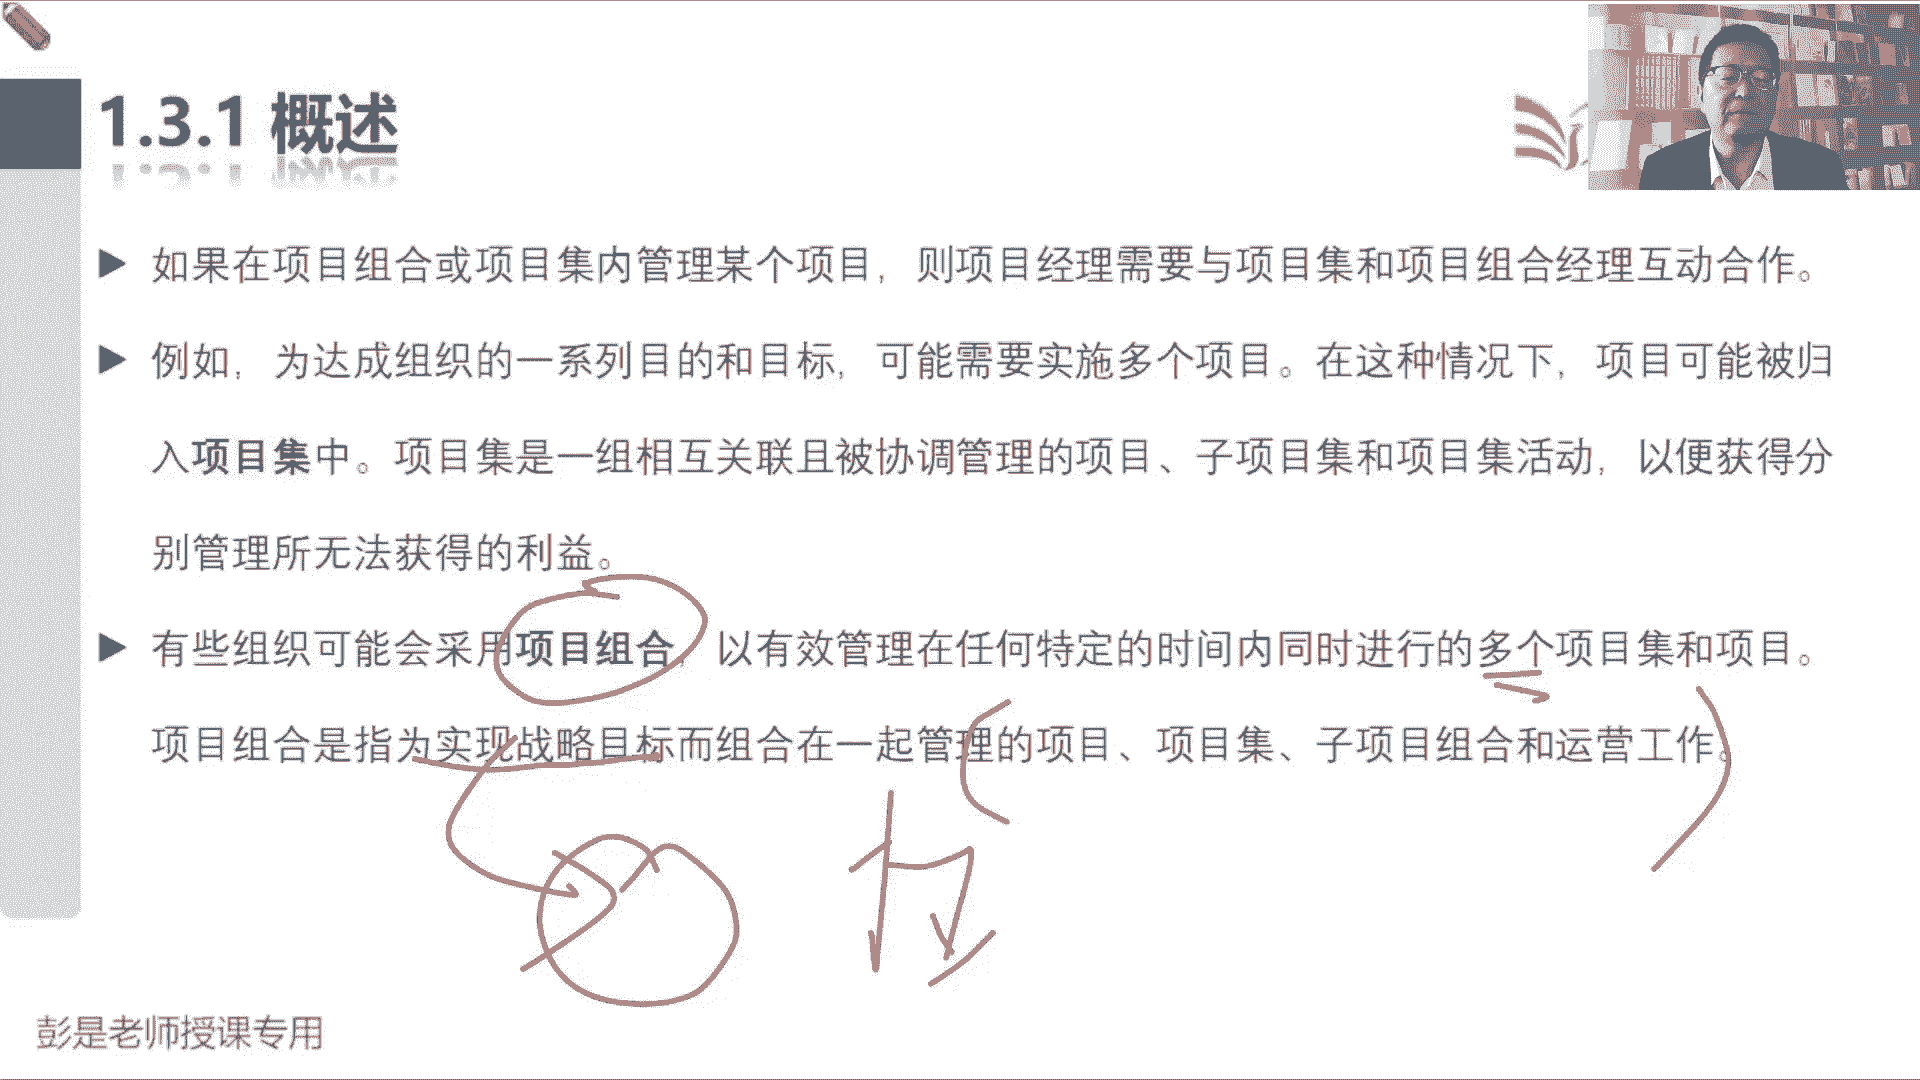 1.3.1 概述
如果在项目组合或项目集内管理某个项目，则项目经理需要与项目集和项目组合经理互动合作。
例如，为达成组织的一系列目的和目标，可能需要实施多个项目。在这种情况下，项目可能被归
入项目集中。项目集是一组相互关联且被协调管理的项目、子项目集和项目集活动，以便获得分
别管理所无法获得的利益。
有些组织可能会采用项目组合，以有效管理在任何特定的时间内同时进行的多个项目集和项目。
项目组合是指为实现战略目标而组合在一起管理的项目、项目集、子项目组合和运营工作。
彭是老师授课专用